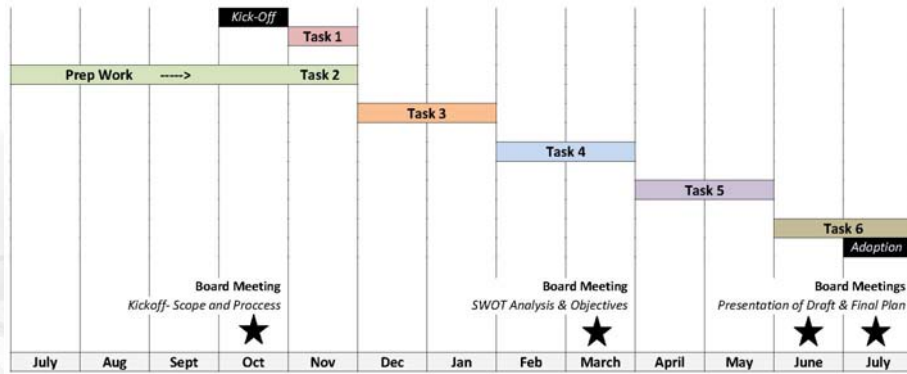 Kick-Off
Task 1
Prep Work -----> Task 2
Task 3
Task 4
Task 5
Task 6
Adoption
Board Meeting
Kickoff- Scope and Proccess
Board Meeting
SWOT Analysis & Objectives
Board Meetings
Presentation of Draft & Final Plan
July Aug Sept Oct Nov Dec Jan Feb March April May June July